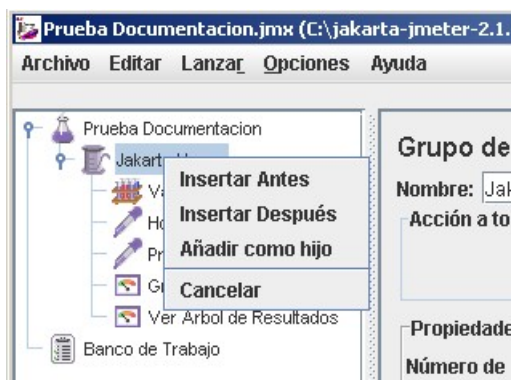 Prueba Documentacion.jmx (C:\jakarta-jmeter-2.1.
Archivo Editar Lanzar Opciones Ayuda
Prueba Documentacion
Jakart
Insertar Antes
Insertar Después
Añadir como hijo
Cancelar
Ver Arbol de Resultados
Banco de Trabajo
Grupo de
Nombre: Jak
Acción a to
Propiedade
Número de